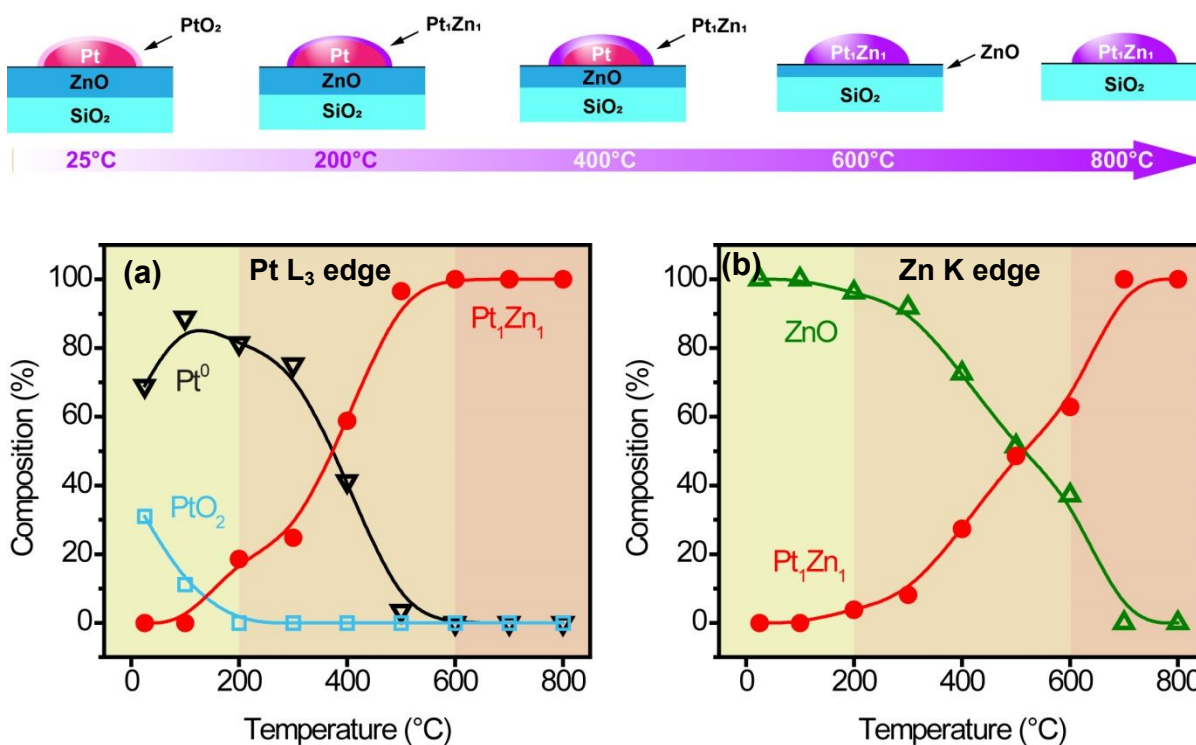 PtO₂
Pt₁Zn₁
Pt₁Zn₁
ZnO
Pt
Pt
Pt
Pt₁Zn₁
Pt₁Zn₁
ZnO
ZnO
ZnO
SiO₂
SiO₂
SiO₂
SiO₂
SiO₂
25°C
200°C
400°C
600°C
800°C
(a)
Pt L₃ edge
100
80
60
40
20
0
Composition (%)
Pt⁰
PtO₂
Pt₁Zn₁
0
200
400
600
800
Temperature (°C)
(b)
Zn K edge
100
80
60
40
20
0
Composition (%)
ZnO
Pt₁Zn₁
0
200
400
600
800
Temperature (°C)